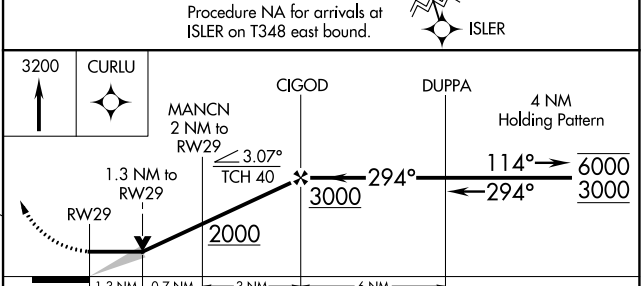 Procedure NA for arrivals at
ISLER on T348 east bound.
ISLER
3200
CURLU
CIGOD
DUPPA
4 NM
Holding Pattern
MANCN
2 NM to
RW29
3.07°
TCH 40
1.3 NM to
RW29
RW29
294°
114°
294°
6000
3000
3000
2000
1.3 NM
0.7 NM
3 NM
6 NM